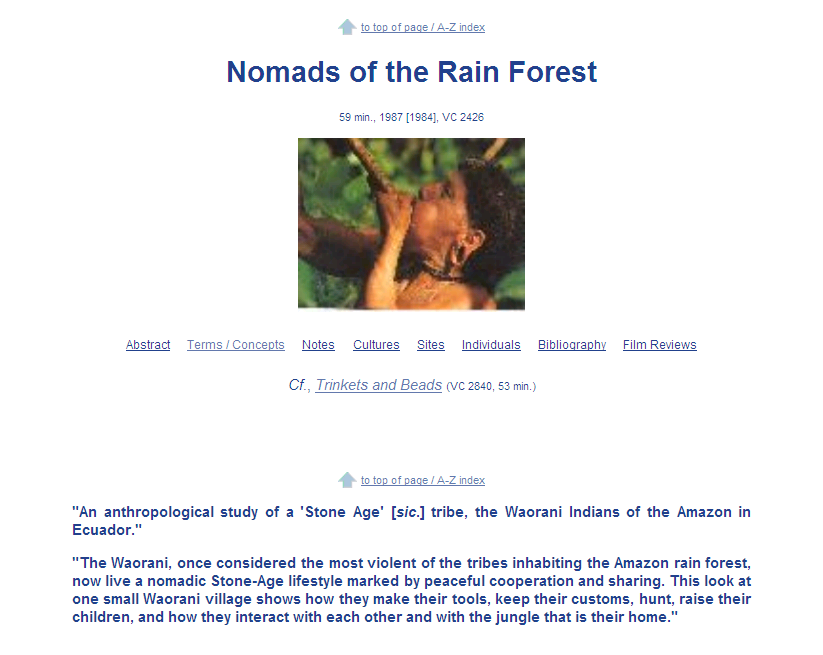 to top of page / A-Z index
Nomads of the Rain Forest
59 min., 1987 [1984], VC 2426
Abstract Terms / Concepts Notes Cultures Sites Individuals Bibliography Film Reviews
Cf., Trinkets and Beads (VC 2840, 53 min.)
to top of page / A-Z index
"An anthropological study of a 'Stone Age' [sic.] tribe, the Waorani Indians of the Amazon in
Ecuador."
"The Waorani, once considered the most violent of the tribes inhabiting the Amazon rain forest,
now live a nomadic Stone-Age lifestyle marked by peaceful cooperation and sharing. This look at
one small Waorani village shows how they make their tools, keep their customs, hunt, raise their
children, and how they interact with each other and with the jungle that is their home."